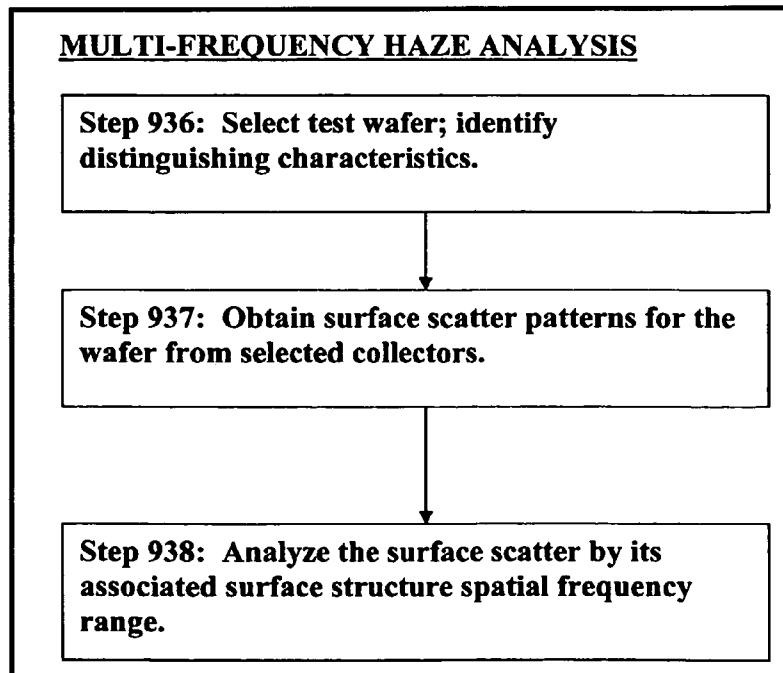 MULTI-FREQUENCY HAZE ANALYSIS
Step 936: Select test wafer; identify
distinguishing characteristics.
Step 937: Obtain surface scatter patterns for the
wafer from selected collectors.
Step 938: Analyze the surface scatter by its
associated surface structure spatial frequency
range.